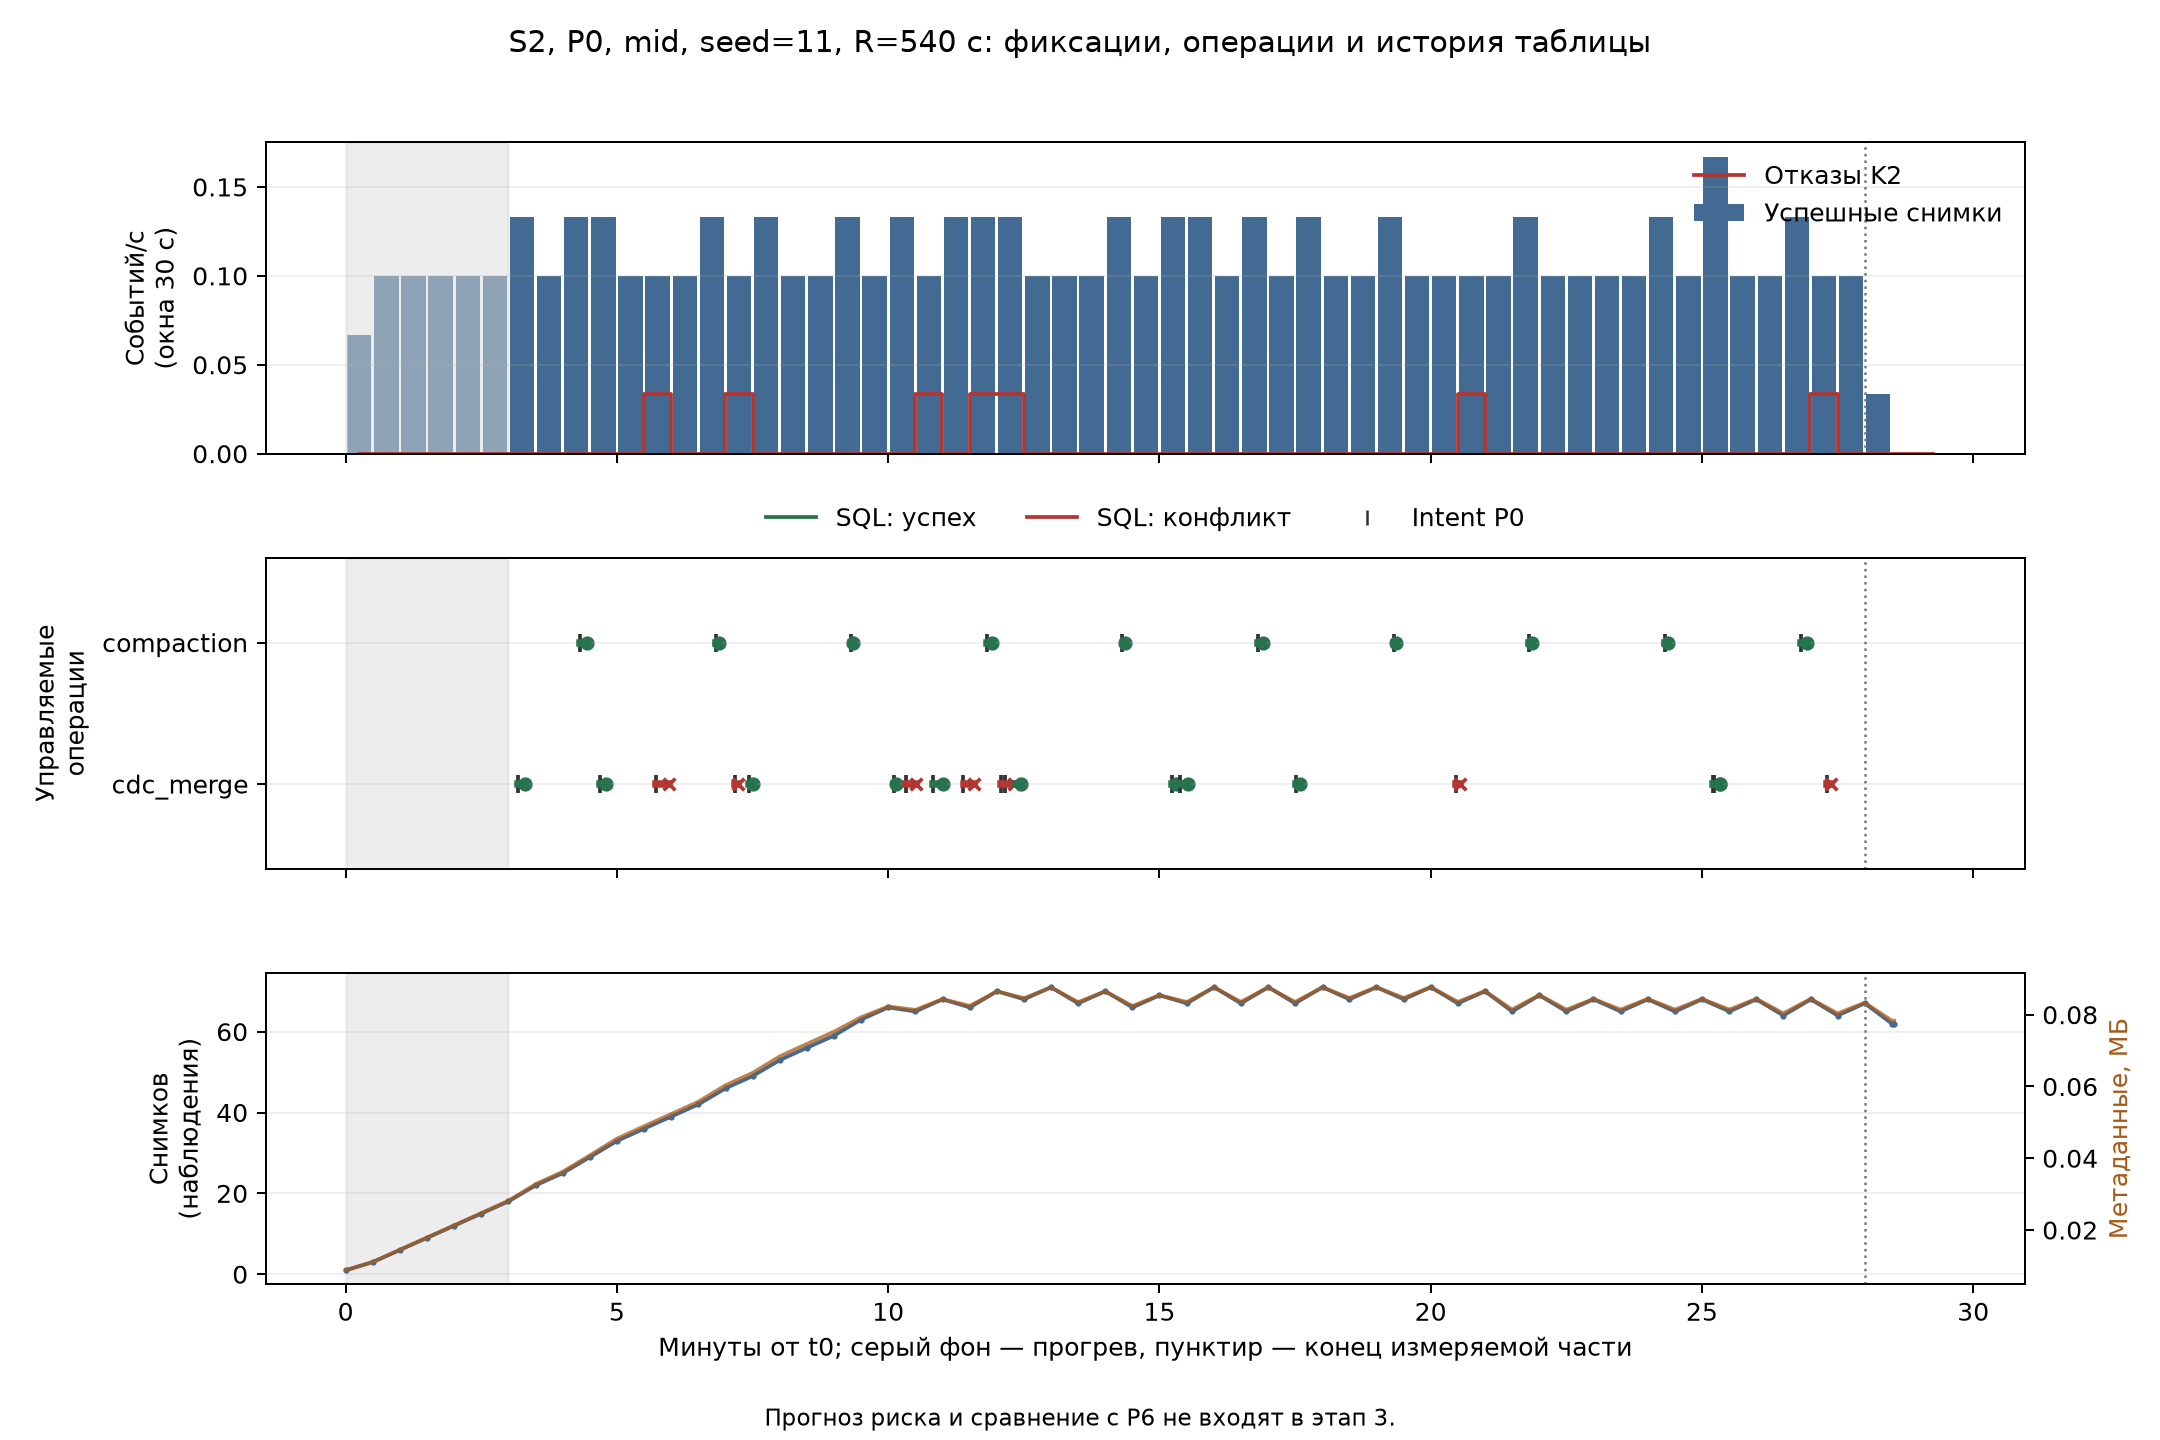 S2, P0, mid, seed=11, R=540 с: фиксации, операции и история таблицы
Событий/с
(окна 30 с)
0.15
0.10
0.05
0.00
Отказы K2
Успешные снимки
SQL: успех
SQL: конфликт
Intent P0
Управляемые
операции
compaction
cdc_merge
Снимков
(наблюдения)
60
40
20
0
0.08
0.06
0.04
0.02
Метаданные, МБ
0 5 10 15 20 25 30
Минуты от t0; серый фон — прогрев, пунктир — конец измеряемой части
Прогноз риска и сравнение с P6 не входят в этап 3.